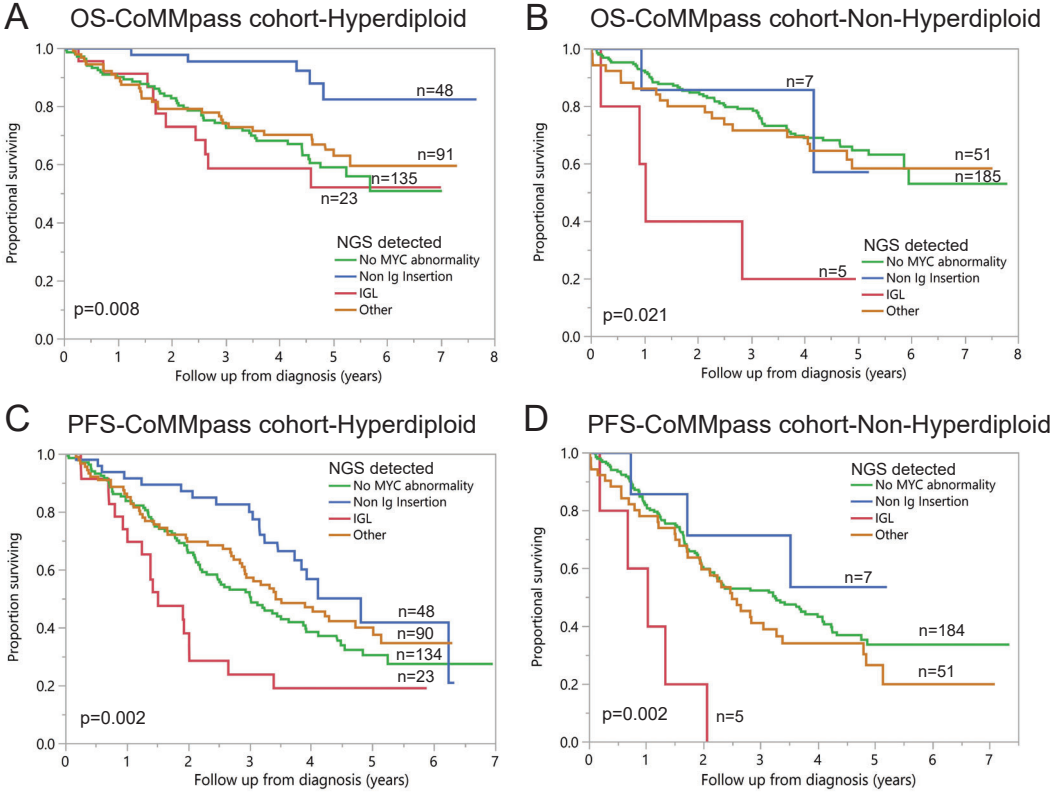 A
OS-CoMMpass cohort-Hyperdiploid
Proportional surviving
1.0
0.8
0.6
0.4
0.2
0.0
n=48
n=91
n=135
n=23
NGS detected
No MYC abnormality
Non Ig Insertion
IGL
Other
p=0.008
0 1 2 3 4 5 6 7 8
Follow up from diagnosis (years)
B
OS-CoMMpass cohort-Non-Hyperdiploid
Proportional surviving
1.0
0.8
0.6
0.4
0.2
0.0
n=7
n=51
n=185
n=5
NGS detected
No MYC abnormality
Non Ig Insertion
IGL
Other
p=0.021
0 1 2 3 4 5 6 7 8
Follow up from diagnosis (years)
C
PFS-CoMMpass cohort-Hyperdiploid
Proportion surviving
1.0
0.8
0.6
0.4
0.2
0.0
NGS detected
No MYC abnormality
Non Ig Insertion
IGL
Other
n=48
n=90
n=134
n=23
p=0.002
0 1 2 3 4 5 6 7
Follow up from diagnosis (years)
D
PFS-CoMMpass cohort-Non-Hyperdiploid
Proportional surviving
1.0
0.8
0.6
0.4
0.2
0.0
NGS detected
No MYC abnormality
Non Ig Insertion
IGL
Other
n=7
n=184
n=51
n=5
p=0.002
0 1 2 3 4 5 6 7
Follow up from diagnosis (years)